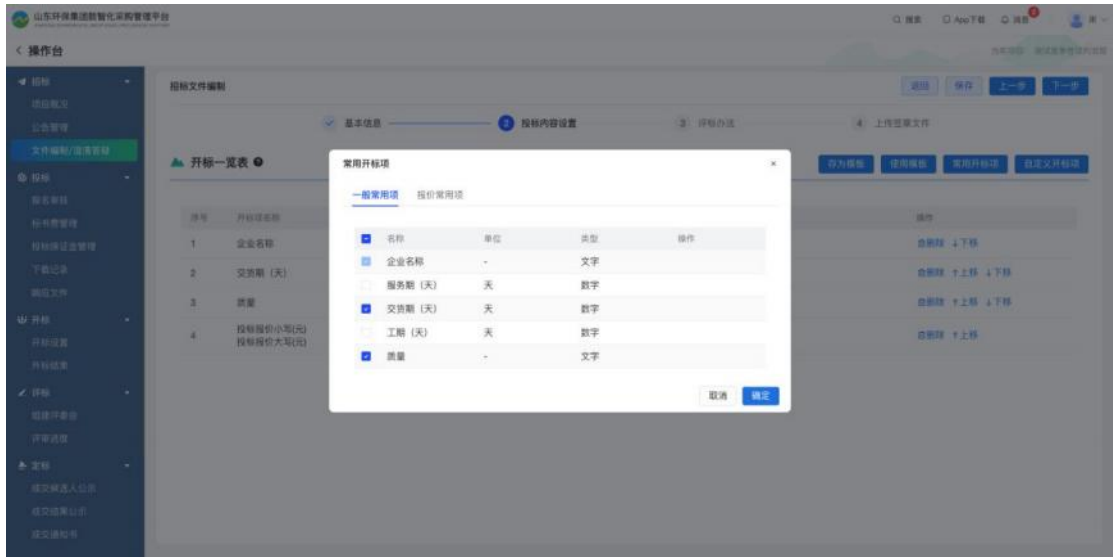 山东环保集团数智化采购管理平台
搜索 App下载 消息
操作台
招标
项目概况
公告管理
文件编制/澄清答疑
投标
报名审核
标书费管理
投标保证金管理
下载记录
响应文件
开标
开标设置
开标结果
评标
组建评委会
评审进度
定标
成交候选人公示
成交结果公示
成交通知书
招标文件编制
返回 保存 上一步 下一步
基本信息 2 投标内容设置 3 评标办法 4 上传签章文件
开标一览表
存为模板 使用模板 常用开标项 自定义开标项
序号 开标项名称 操作
1 企业名称 删除 ↓下移
2 交货期（天） 删除 ↑上移 ↓下移
3 质量 删除 ↑上移 ↓下移
4 投标报价小写(元) 删除 ↑上移
投标报价大写(元)
常用开标项 ×
一般常用项 报价常用项
名称 单位 类型 操作
企业名称 - 文字
服务期（天） 天 数字
交货期（天） 天 数字
工期（天） 天 数字
质量 - 文字
取消 确定